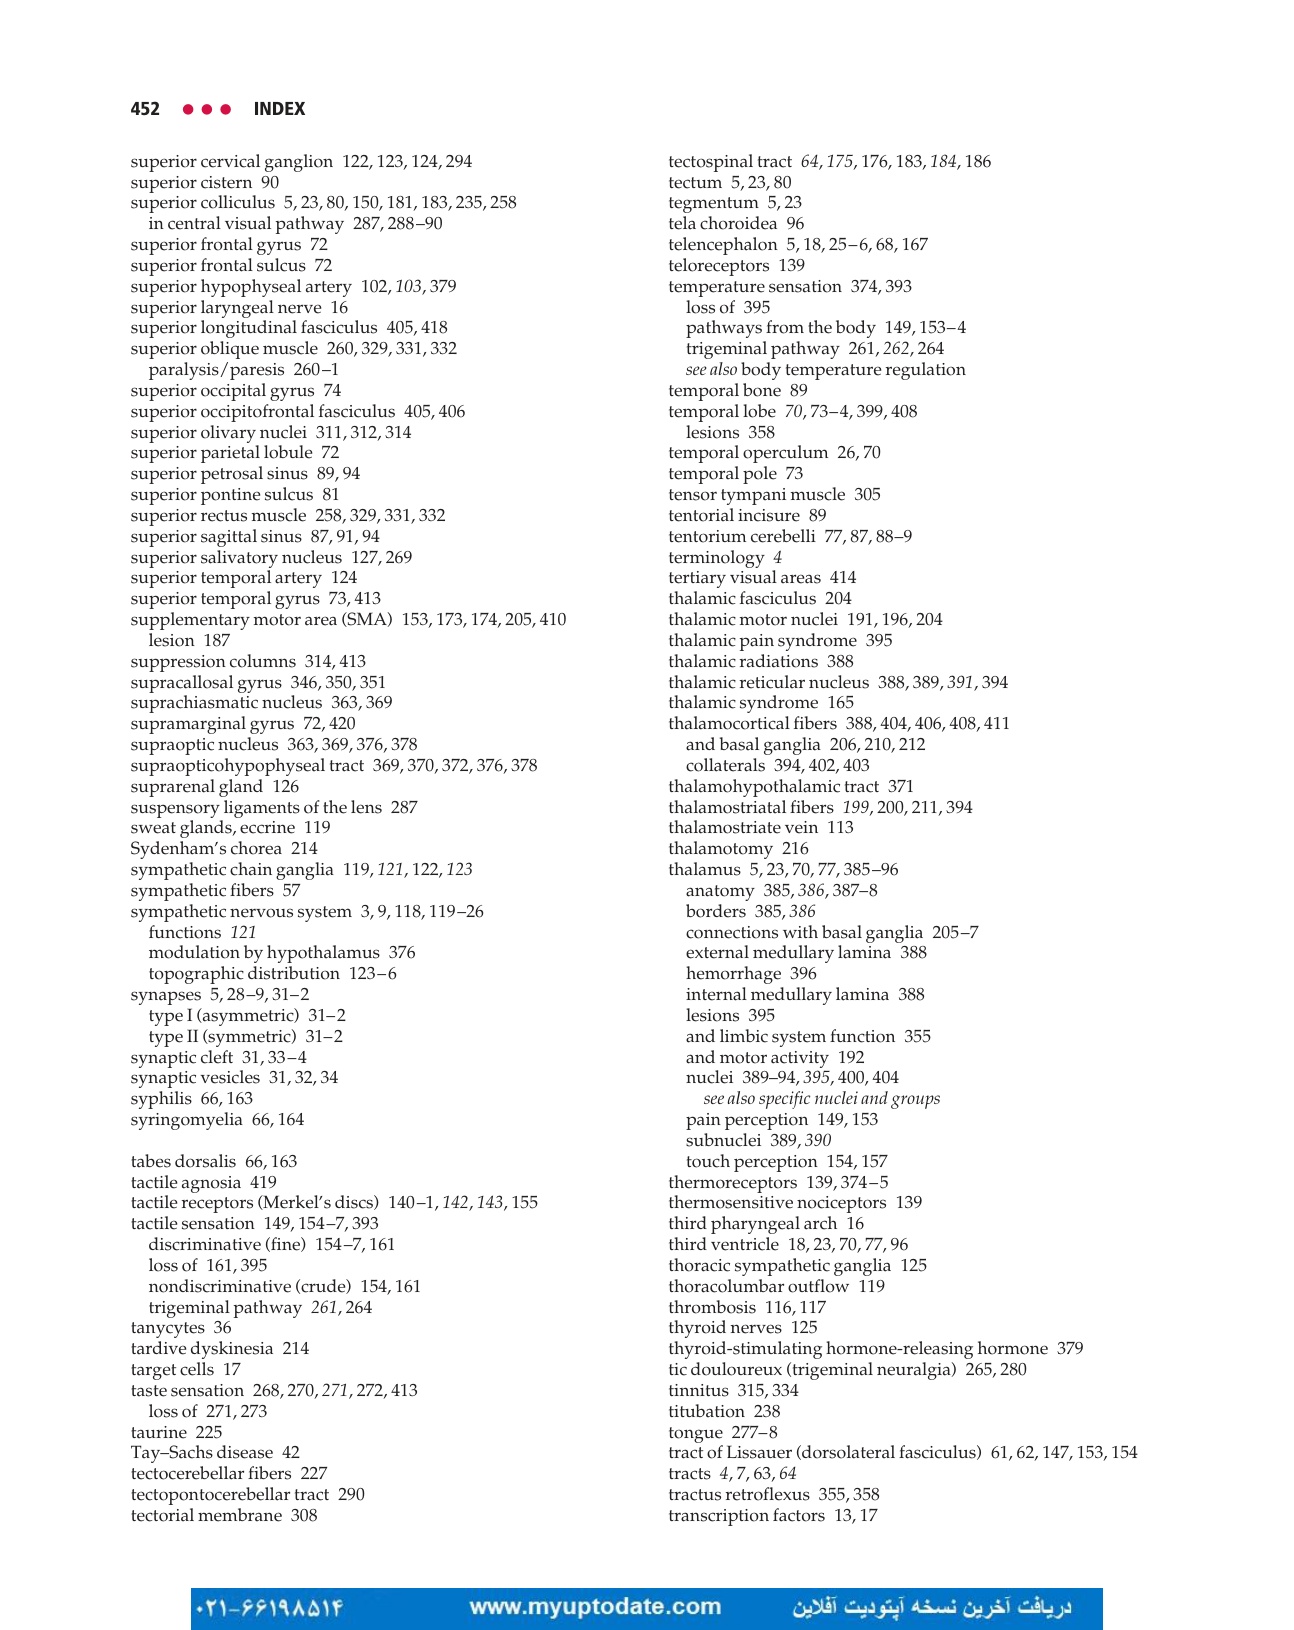 452 ● ● ● INDEX
superior cervical ganglion 122, 123, 124, 294
superior cistern 90
superior colliculus 5, 23, 80, 150, 181, 183, 235, 258
in central visual pathway 287, 288–90
superior frontal gyrus 72
superior frontal sulcus 72
superior hypophyseal artery 102, 103, 379
superior laryngeal nerve 16
superior longitudinal fasciculus 405, 418
superior oblique muscle 260, 329, 331, 332
paralysis/paresis 260–1
superior occipital gyrus 74
superior occipitofrontal fasciculus 405, 406
superior olivary nuclei 311, 312, 314
superior parietal lobule 72
superior petrosal sinus 89, 94
superior pontine sulcus 81
superior rectus muscle 258, 329, 331, 332
superior sagittal sinus 87, 91, 94
superior salivatory nucleus 127, 269
superior temporal artery 124
superior temporal gyrus 73, 413
supplementary motor area (SMA) 153, 173, 174, 205, 410
lesion 187
suppression columns 314, 413
supracallosal gyrus 346, 350, 351
suprachiasmatic nucleus 363, 369
supramarginal gyrus 72, 420
supraoptic nucleus 363, 369, 376, 378
supraopticohypophyseal tract 369, 370, 372, 376, 378
suprarenal gland 126
suspensory ligaments of the lens 287
sweat glands, eccrine 119
Sydenham's chorea 214
sympathetic chain ganglia 119, 121, 122, 123
sympathetic fibers 57
sympathetic nervous system 3, 9, 118, 119–26
functions 121
modulation by hypothalamus 376
topographic distribution 123–6
synapses 5, 28–9, 31–2
type I (asymmetric) 31–2
type II (symmetric) 31–2
synaptic cleft 31, 33–4
synaptic vesicles 31, 32, 34
syphilis 66, 163
syringomyelia 66, 164
tabes dorsalis 66, 163
tactile agnosia 419
tactile receptors (Merkel's discs) 140–1, 142, 143, 155
tactile sensation 149, 154–7, 393
discriminative (fine) 154–7, 161
loss of 161, 395
nondiscriminative (crude) 154, 161
trigeminal pathway 261, 264
tanycytes 36
tardive dyskinesia 214
target cells 17
taste sensation 268, 270, 271, 272, 413
loss of 271, 273
taurine 225
Tay–Sachs disease 42
tectocerebellar fibers 227
tectopontocerebellar tract 290
tectorial membrane 308
tectospinal tract 64, 175, 176, 183, 184, 186
tectum 5, 23, 80
tegmentum 5, 23
tela choroidea 96
telencephalon 5, 18, 25–6, 68, 167
teloreceptors 139
temperature sensation 374, 393
loss of 395
pathways from the body 149, 153–4
trigeminal pathway 261, 262, 264
see also body temperature regulation
temporal bone 89
temporal lobe 70, 73–4, 399, 408
lesions 358
temporal operculum 26, 70
temporal pole 73
tensor tympani muscle 305
tentorial incisure 89
tentorium cerebelli 77, 87, 88–9
terminology 4
tertiary visual areas 414
thalamic fasciculus 204
thalamic motor nuclei 191, 196, 204
thalamic pain syndrome 395
thalamic radiations 388
thalamic reticular nucleus 388, 389, 391, 394
thalamic syndrome 165
thalamocortical fibers 388, 404, 406, 408, 411
and basal ganglia 206, 210, 212
collaterals 394, 402, 403
thalamohypothalamic tract 371
thalamostriatal fibers 199, 200, 211, 394
thalamostriate vein 113
thalamotomy 216
thalamus 5, 23, 70, 77, 385–96
anatomy 385, 386, 387–8
borders 385, 386
connections with basal ganglia 205–7
external medullary lamina 388
hemorrhage 396
internal medullary lamina 388
lesions 395
and limbic system function 355
and motor activity 192
nuclei 389–94, 395, 400, 404
see also specific nuclei and groups
pain perception 149, 153
subnuclei 389, 390
touch perception 154, 157
thermoreceptors 139, 374–5
thermosensitive nociceptors 139
third pharyngeal arch 16
third ventricle 18, 23, 70, 77, 96
thoracic sympathetic ganglia 125
thoracolumbar outflow 119
thrombosis 116, 117
thyroid nerves 125
thyroid-stimulating hormone-releasing hormone 379
tic douloureux (trigeminal neuralgia) 265, 280
tinnitus 315, 334
titubation 238
tongue 277–8
tract of Lissauer (dorsolateral fasciculus) 61, 62, 147, 153, 154
tracts 4, 7, 63, 64
tractus retroflexus 355, 358
transcription factors 13, 17
۰۲۱-۶۶۱۹۸۵۱۴ www.myuptodate.com دریافت آخرین نسخه آپتودیت آفلاین